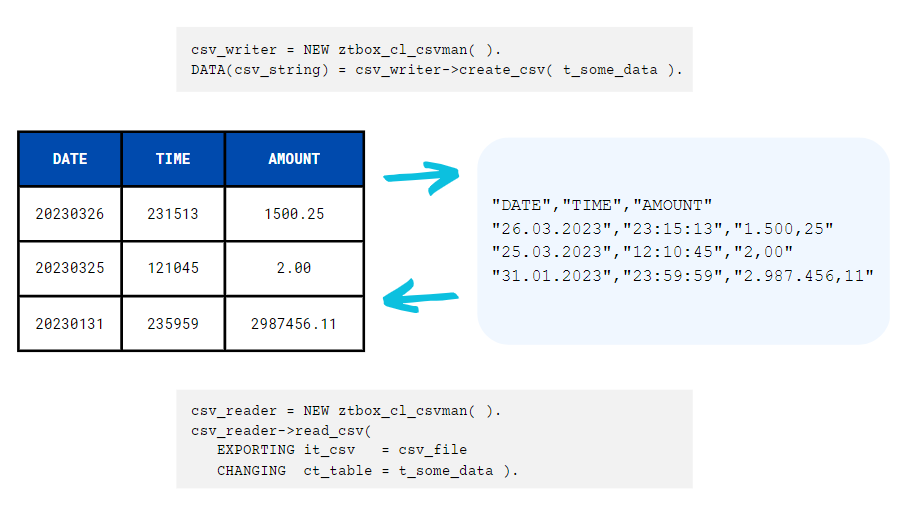 csv_writer = NEW ztbox_cl_csvman( ).
DATA(csv_string) = csv_writer->create_csv( t_some_data ).
DATE TIME AMOUNT
20230326 231513 1500.25
20230325 121045 2.00
20230131 235959 2987456.11
"DATE","TIME","AMOUNT"
"26.03.2023","23:15:13","1.500,25"
"25.03.2023","12:10:45","2,00"
"31.01.2023","23:59:59","2.987.456,11"
csv_reader = NEW ztbox_cl_csvman( ).
csv_reader->read_csv(
   EXPORTING it_csv   = csv_file
   CHANGING  ct_table = t_some_data ).